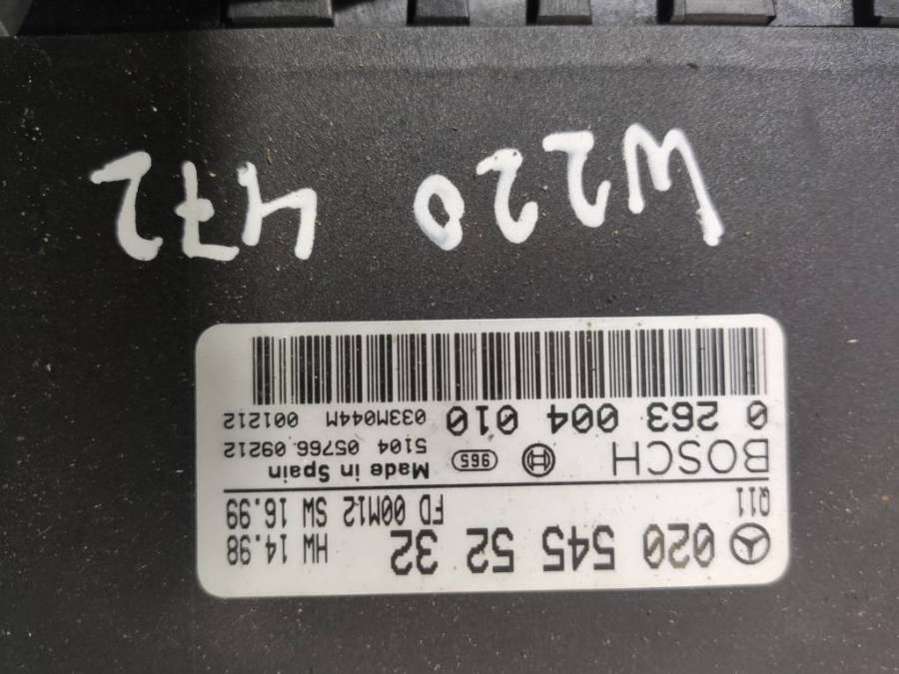 020 545 52 32 HW 14.98
Q11 FD 00M12 SW 16.99
BOSCH 965 Made in Spain
5104 05766.09212
0 263 004 010 033M044M 001212
W220 472